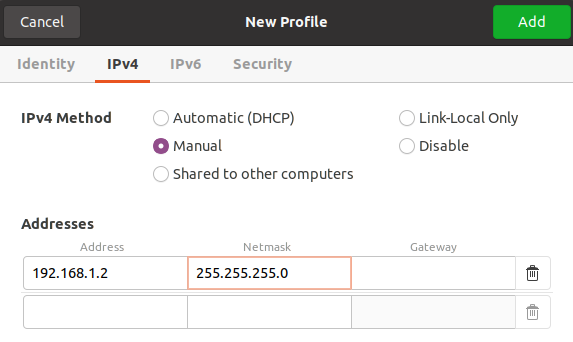 Cancel New Profile Add
Identity IPv4 IPv6 Security
IPv4 Method Automatic (DHCP) Link-Local Only
Manual Disable
Shared to other computers
Addresses
Address Netmask Gateway
192.168.1.2 255.255.255.0